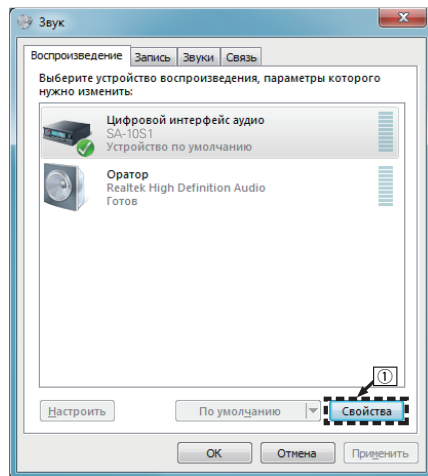 Звук
Воспроизведение Запись Звуки Связь
Выберите устройство воспроизведения, параметры которого
нужно изменить:
Цифровой интерфейс аудио
SA-10S1
Устройство по умолчанию
Оратор
Realtek High Definition Audio
Готов
①
Настроить По умолчанию Свойства
OK Отмена Применить